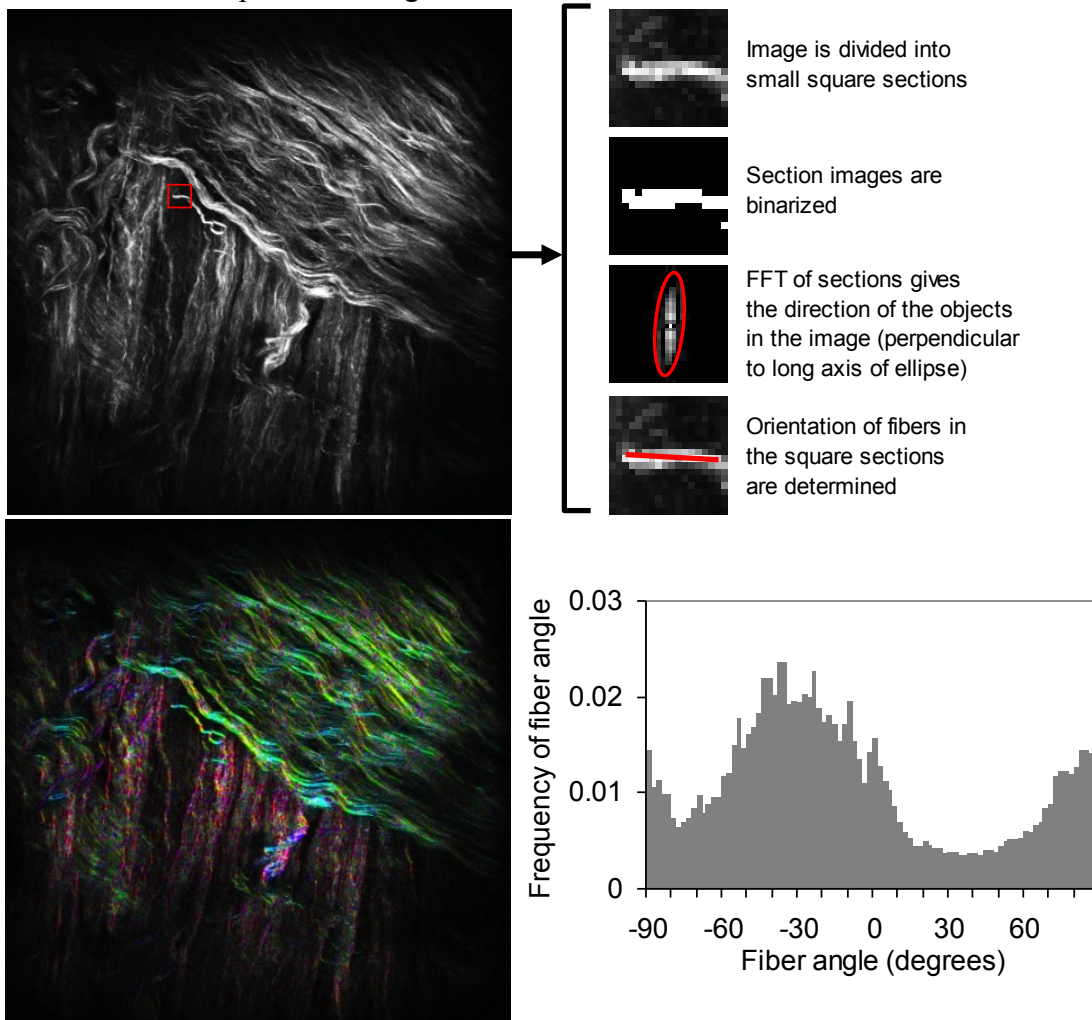 Image is divided into
small square sections
Section images are
binarized
FFT of sections gives
the direction of the objects
in the image (perpendicular
to long axis of ellipse)
Orientation of fibers in
the square sections
are determined
Frequency of fiber angle
0.03
0.02
0.01
0
-90 -60 -30 0 30 60
Fiber angle (degrees)